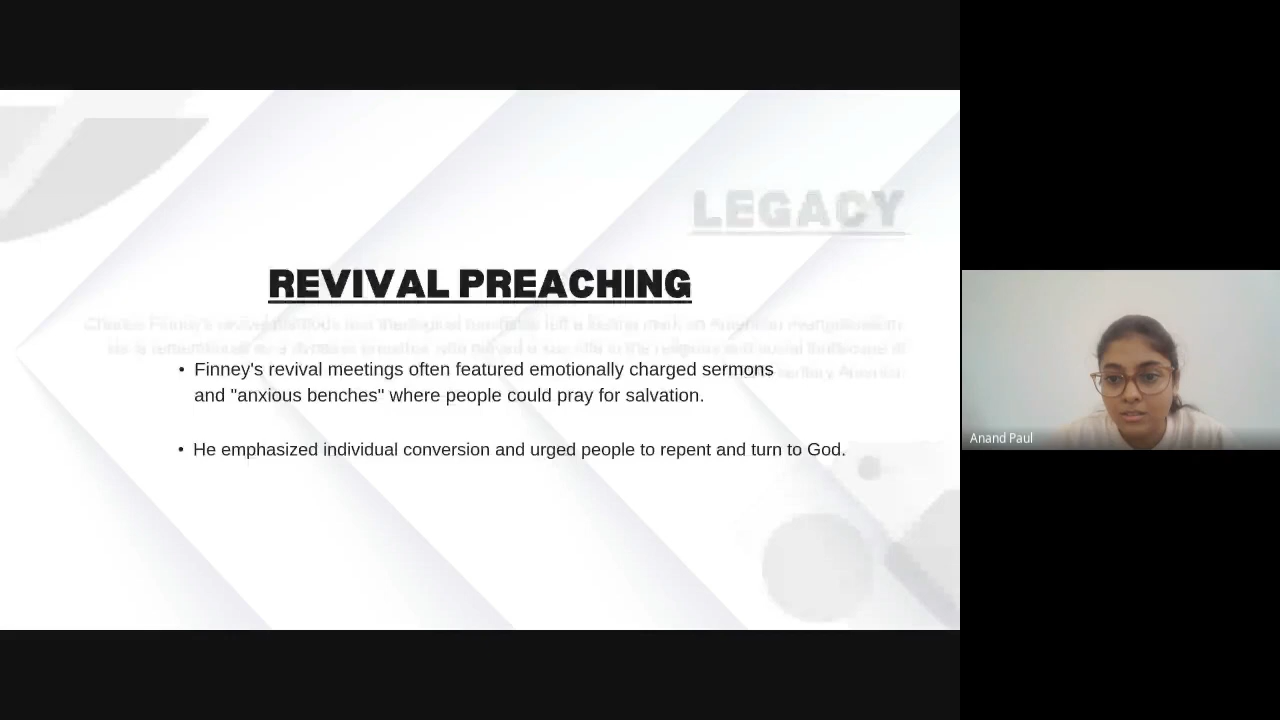 LEGACY
REVIVAL PREACHING
• Finney's revival meetings often featured emotionally charged sermons
and "anxious benches" where people could pray for salvation.
• He emphasized individual conversion and urged people to repent and turn to God.
Anand Paul